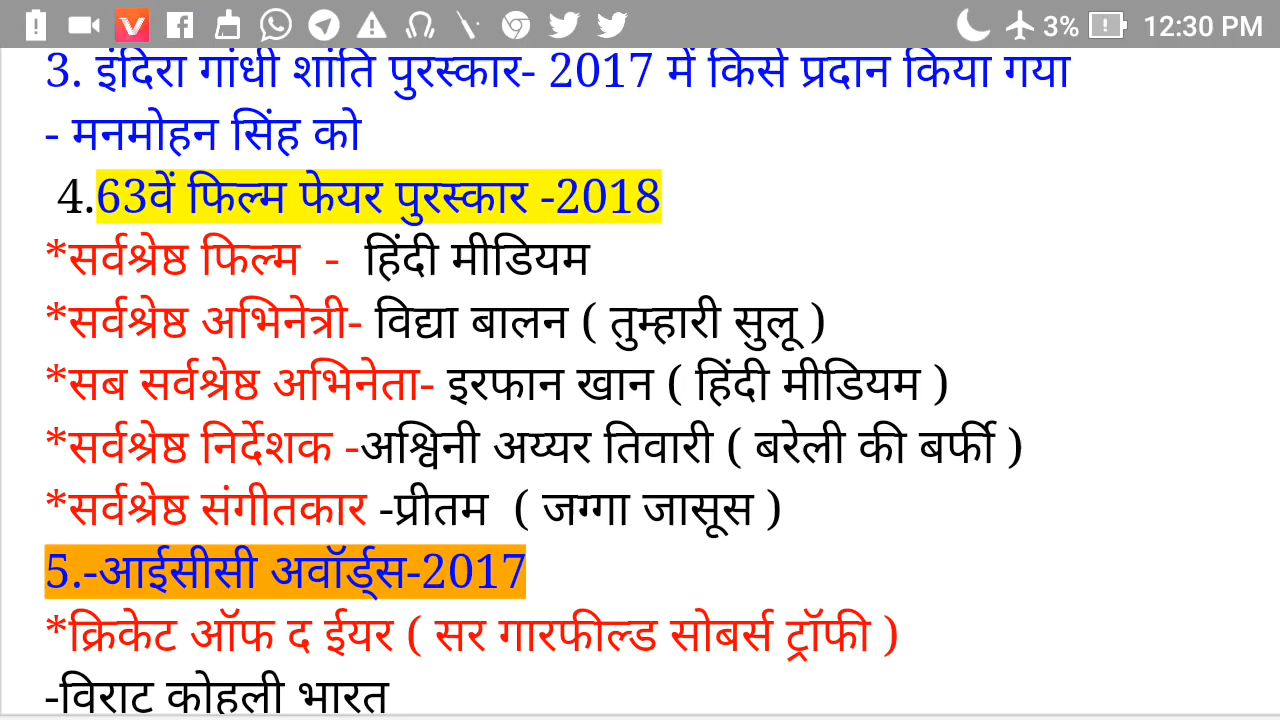 3% 12:30 PM
3. इंदिरा गांधी शांति पुरस्कार- 2017 में किसे प्रदान किया गया
- मनमोहन सिंह को
4.63वें फिल्म फेयर पुरस्कार -2018
*सर्वश्रेष्ठ फिल्म - हिंदी मीडियम
*सर्वश्रेष्ठ अभिनेत्री- विद्या बालन ( तुम्हारी सुलू )
*सब सर्वश्रेष्ठ अभिनेता- इरफान खान ( हिंदी मीडियम )
*सर्वश्रेष्ठ निर्देशक -अश्विनी अय्यर तिवारी ( बरेली की बर्फी )
*सर्वश्रेष्ठ संगीतकार -प्रीतम ( जग्गा जासूस )
5.-आईसीसी अवॉर्ड्स-2017
*क्रिकेट ऑफ द ईयर ( सर गारफील्ड सोबर्स ट्रॉफी )
-विराट कोहली भारत